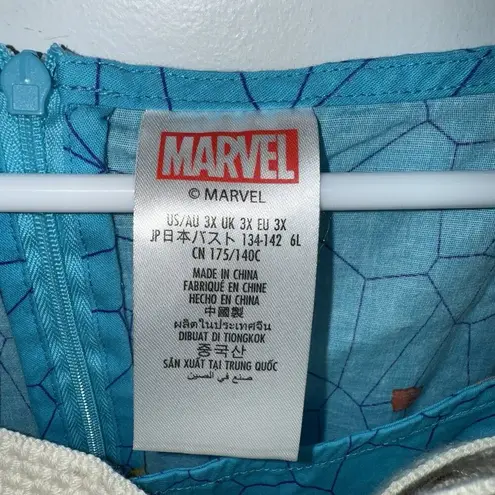 MARVEL
© MARVEL
US/AU 3X UK 3X EU 3X
JP日本バスト 134-142 6L
CN 175/140C
MADE IN CHINA
FABRIQUÉ EN CHINE
HECHO EN CHINA
中國製
ผลิตในประเทศจีน
DIBUAT DI TIONGKOK
중국산
SẢN XUẤT TẠI TRUNG QUỐC
صنع في الصين